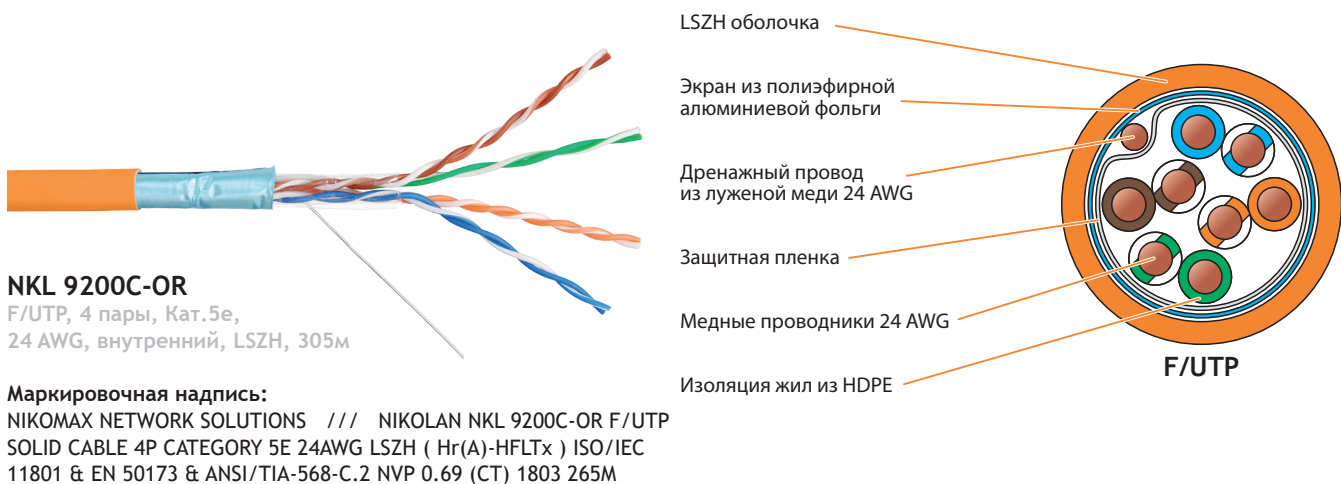 LSZH оболочка
Экран из полиэфирной
алюминиевой фольги
Дренажный провод
из луженой меди 24 AWG
Защитная пленка
Медные проводники 24 AWG
Изоляция жил из HDPE
F/UTP
NKL 9200C-OR
F/UTP, 4 пары, Кат.5e,
24 AWG, внутренний, LSZH, 305м
Маркировочная надпись:
NIKOMAX NETWORK SOLUTIONS /// NIKOLAN NKL 9200C-OR F/UTP
SOLID CABLE 4P CATEGORY 5E 24AWG LSZH ( Нг(А)-HFLTx ) ISO/IEC
11801 & EN 50173 & ANSI/TIA-568-C.2 NVP 0.69 (CT) 1803 265M